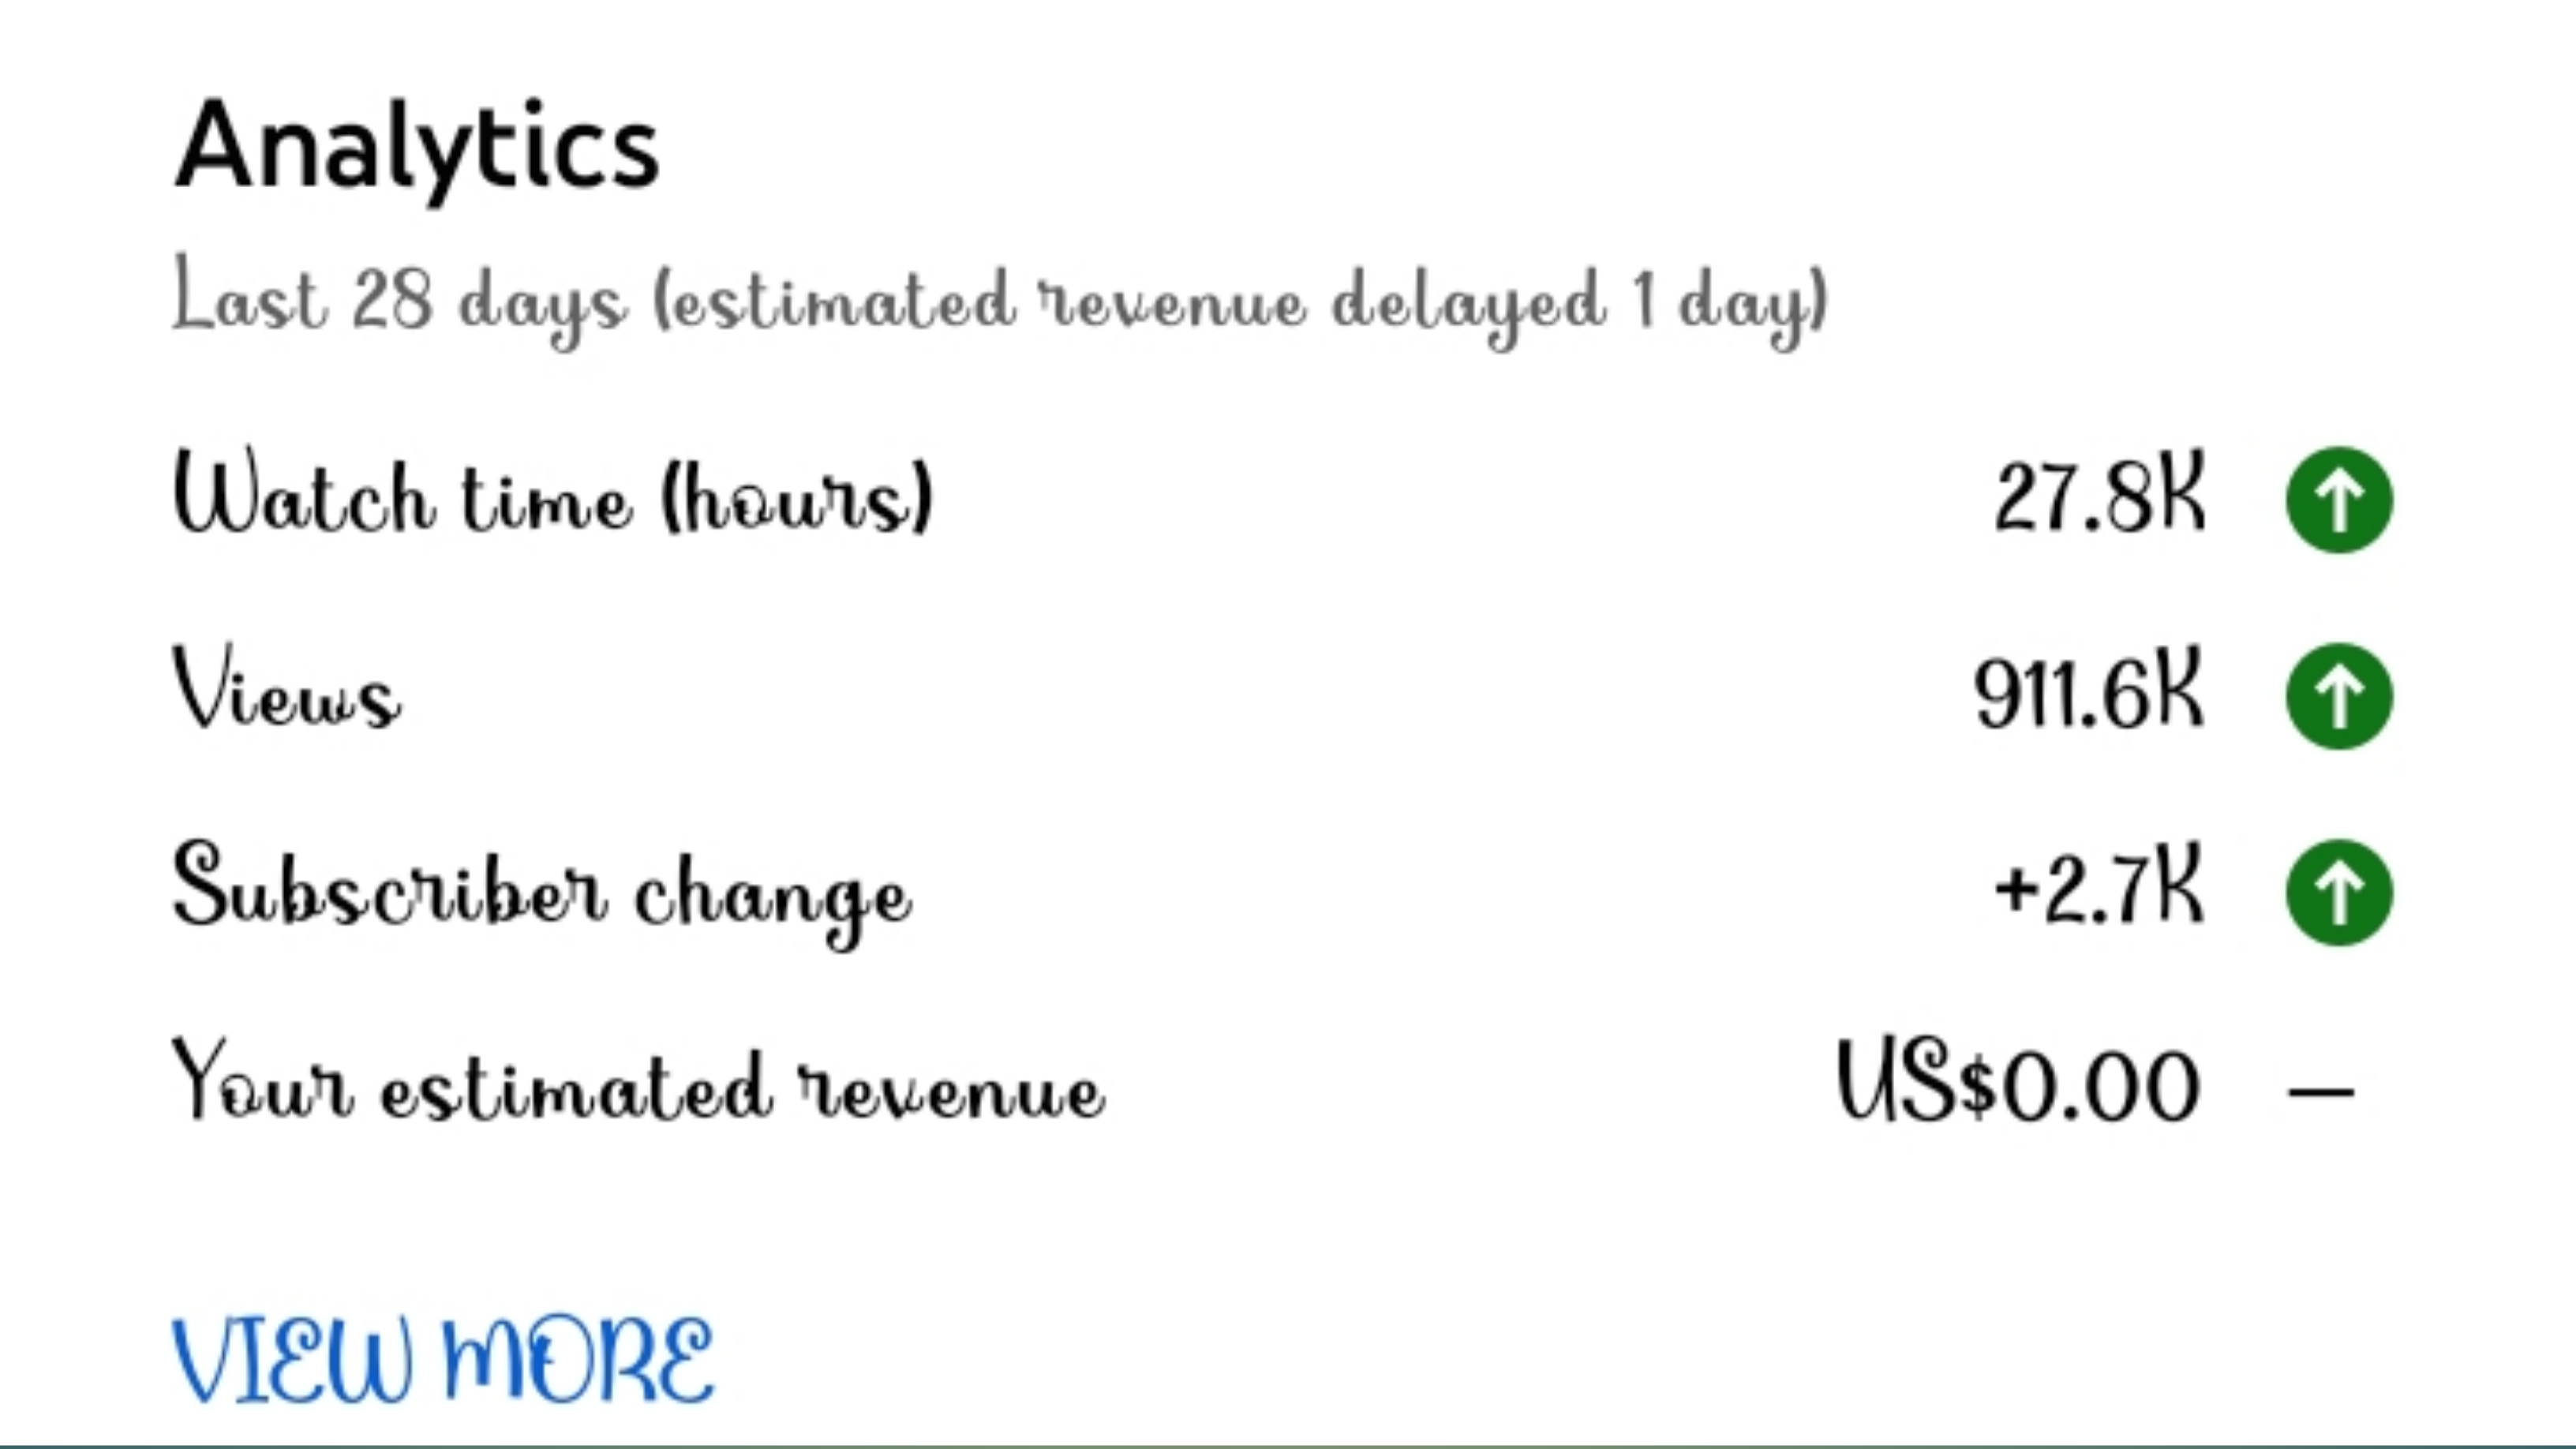 Analytics
Last 28 days (estimated revenue delayed 1 day)
Watch time (hours) 27.8K
Views 911.6K
Subscriber change +2.7K
Your estimated revenue US$0.00 —
VIEW MORE